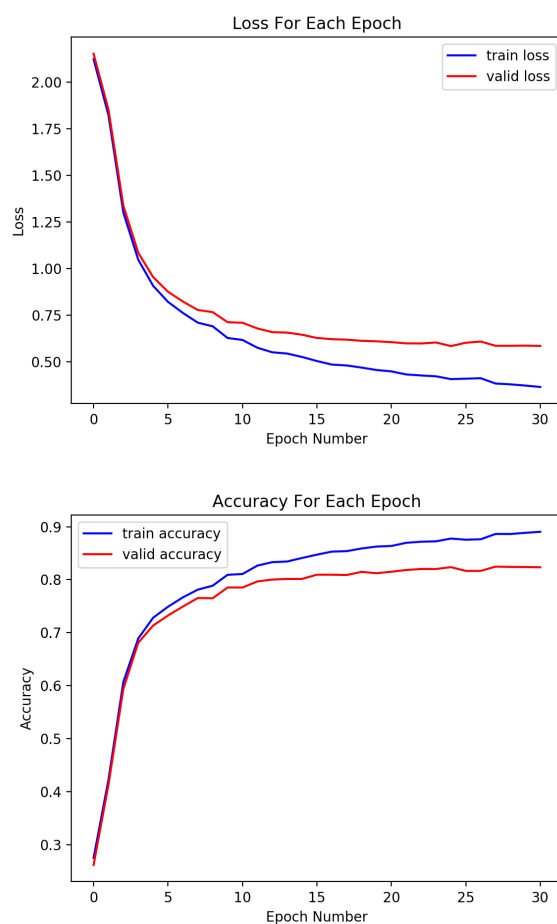 Loss For Each Epoch
train loss
valid loss
2.00
1.75
1.50
1.25
1.00
0.75
0.50
Loss
0 5 10 15 20 25 30
Epoch Number
Accuracy For Each Epoch
train accuracy
valid accuracy
0.9
0.8
0.7
0.6
0.5
0.4
0.3
Accuracy
0 5 10 15 20 25 30
Epoch Number